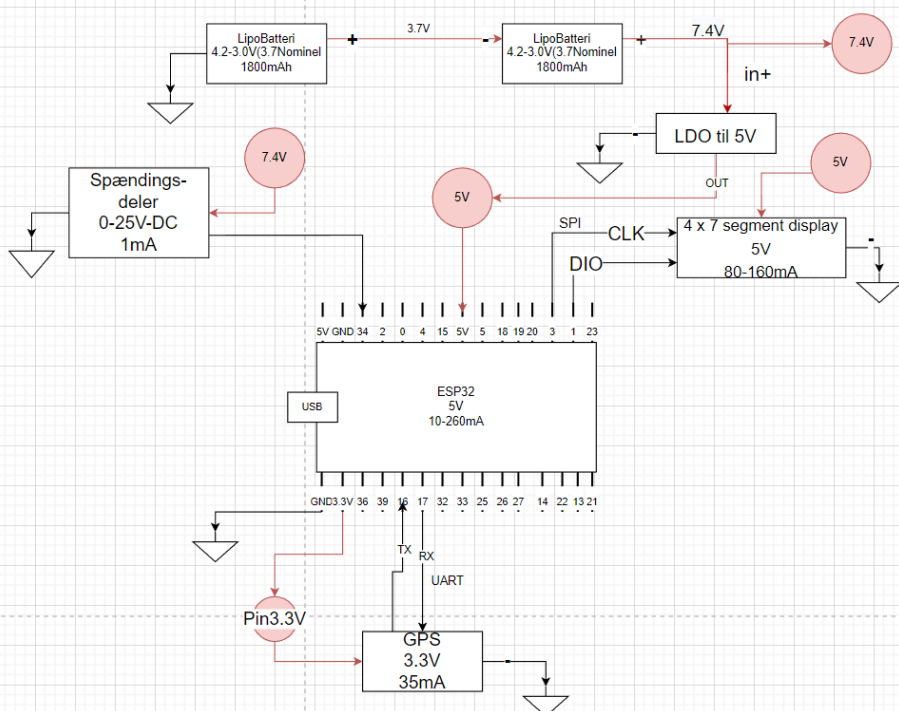 LipoBatteri
4.2-3.0V(3.7Nominel
1800mAh
+
3.7V
-
LipoBatteri
4.2-3.0V(3.7Nominel
1800mAh
+
7.4V
7.4V
in+
LDO til 5V
-
OUT
7.4V
Spændings-
deler
0-25V-DC
1mA
5V
5V
SPI
CLK
DIO
4 x 7 segment display
5V
80-160mA
-
5V GND 34 2 0 4 15 5V 5 18 19 20 3 1 23
ESP32
5V
10-260mA
USB
GND 3.3V 36 39 16 17 32 33 25 26 27 14 22 13 21
TX
RX
UART
Pin3.3V
GPS
3.3V
35mA
-